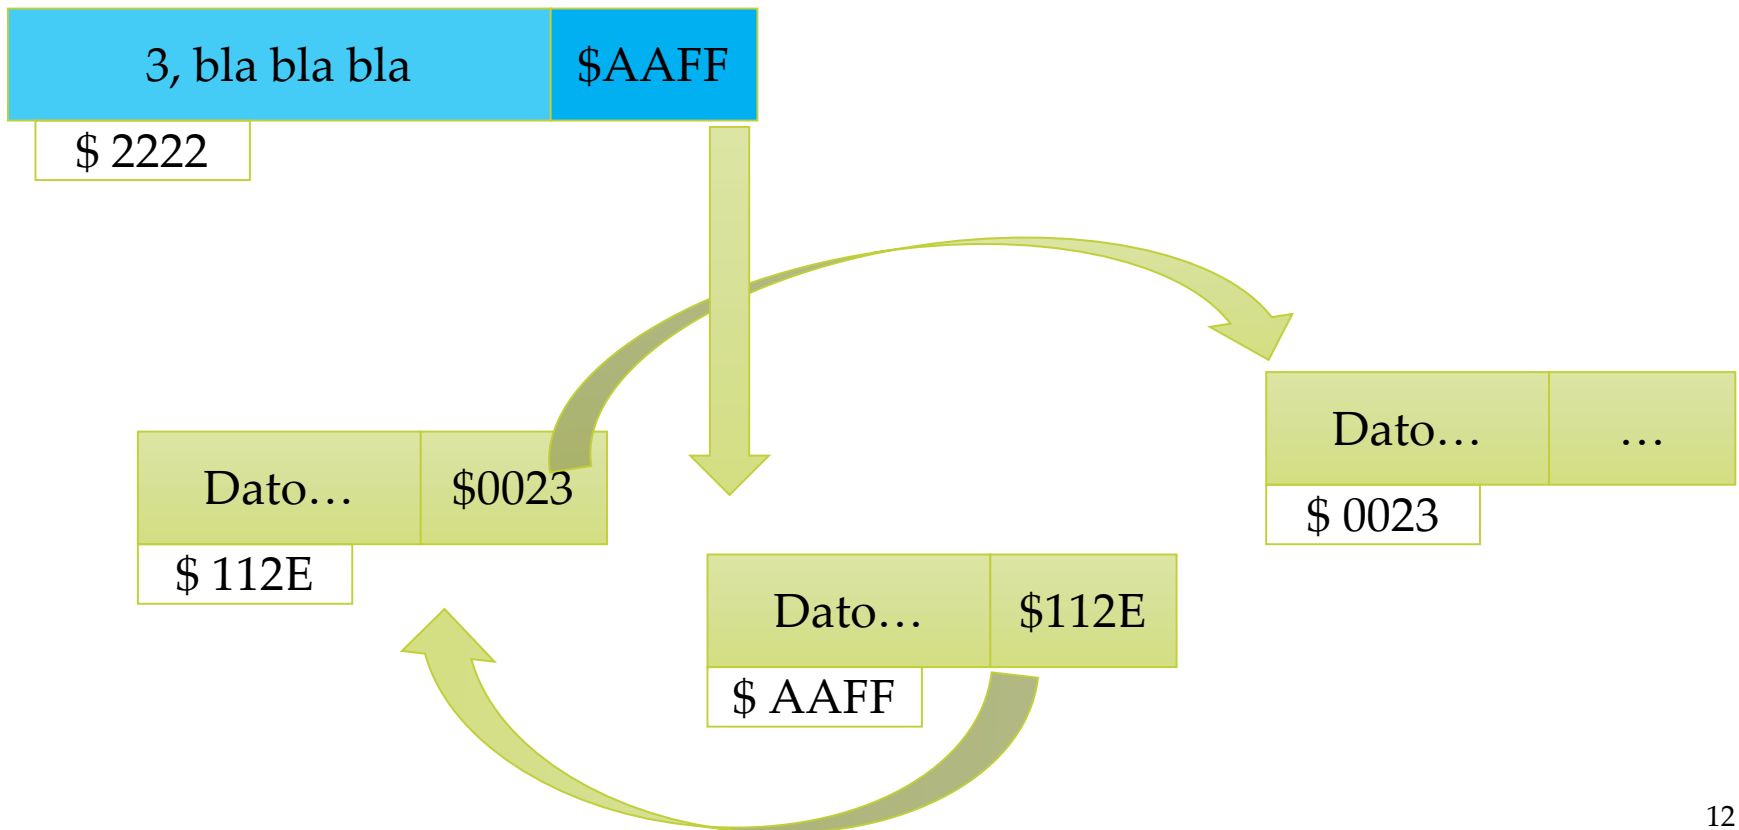 3, bla bla bla $AAFF
$ 2222
Dato… $0023
$ 112E
Dato… $112E
$ AAFF
Dato… …
$ 0023
12